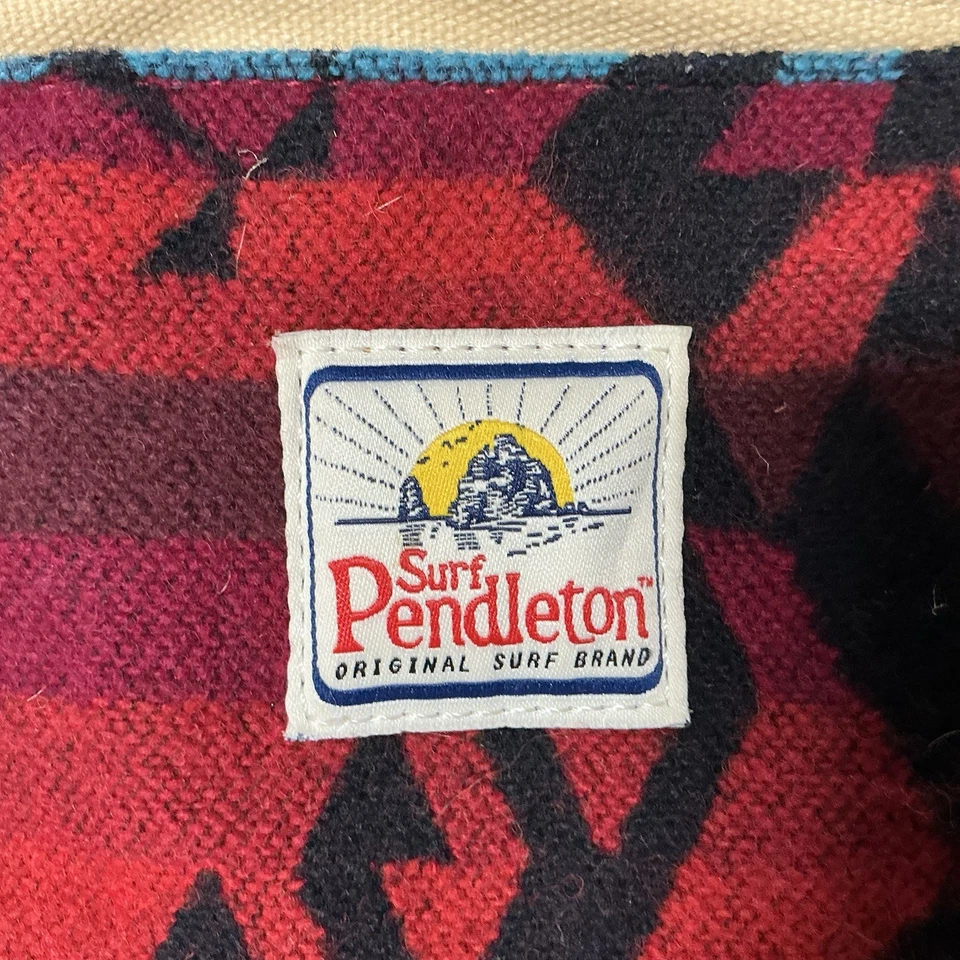 Surf
Pendleton™
ORIGINAL SURF BRAND